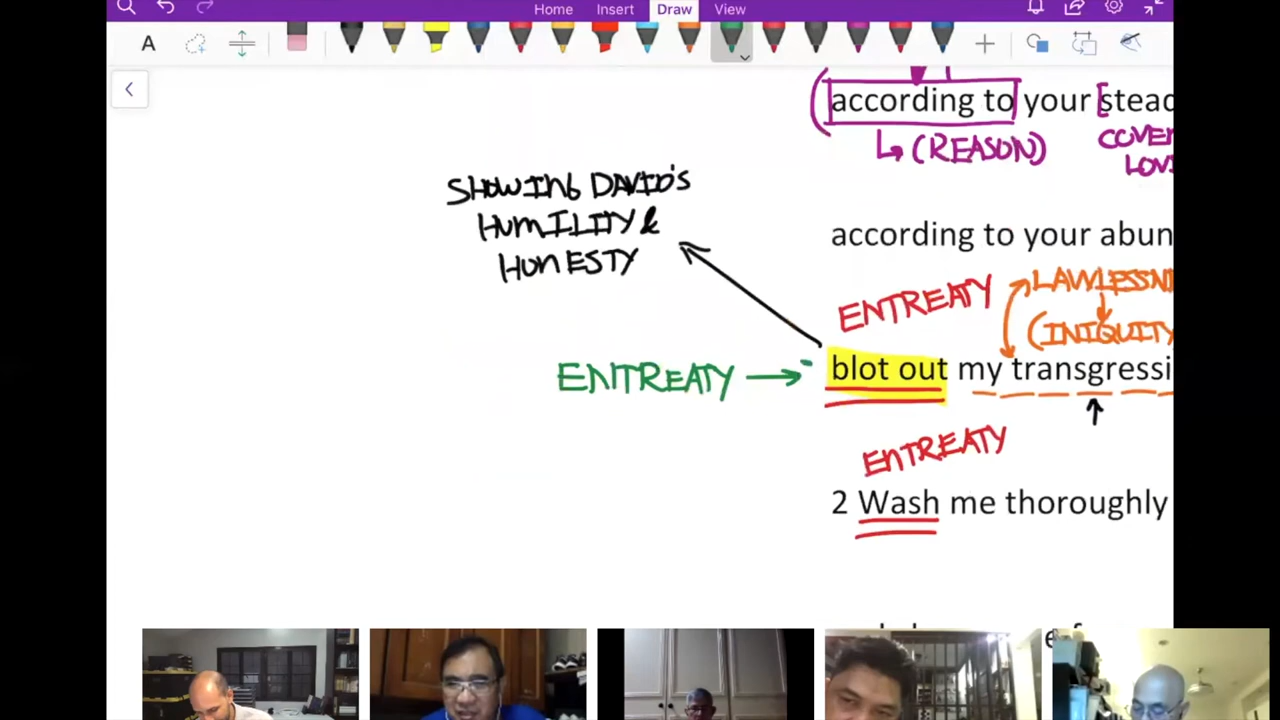 Home Insert Draw View
A
according to your stead
(REASON)
COVE
LOV
SHOWING DAVID'S
HUMILITY &
HONESTY
according to your abun
ENTREATY
LAWLESSN
(INIQUITY
ENTREATY
blot out my transgressi
ENTREATY
2 Wash me thoroughly